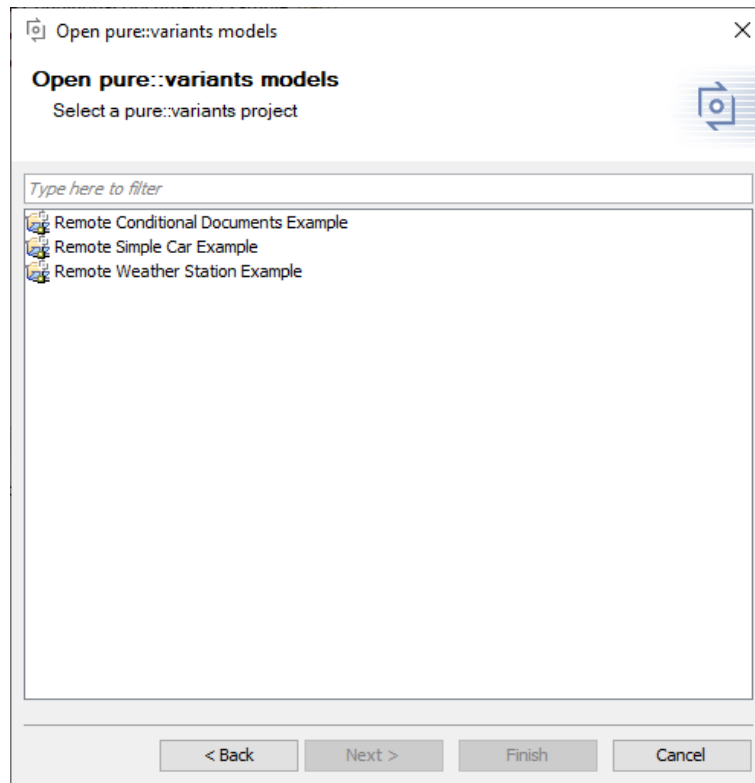 Open pure::variants models
Open pure::variants models
Select a pure::variants project
Type here to filter
Remote Conditional Documents Example
Remote Simple Car Example
Remote Weather Station Example
< Back
Next >
Finish
Cancel